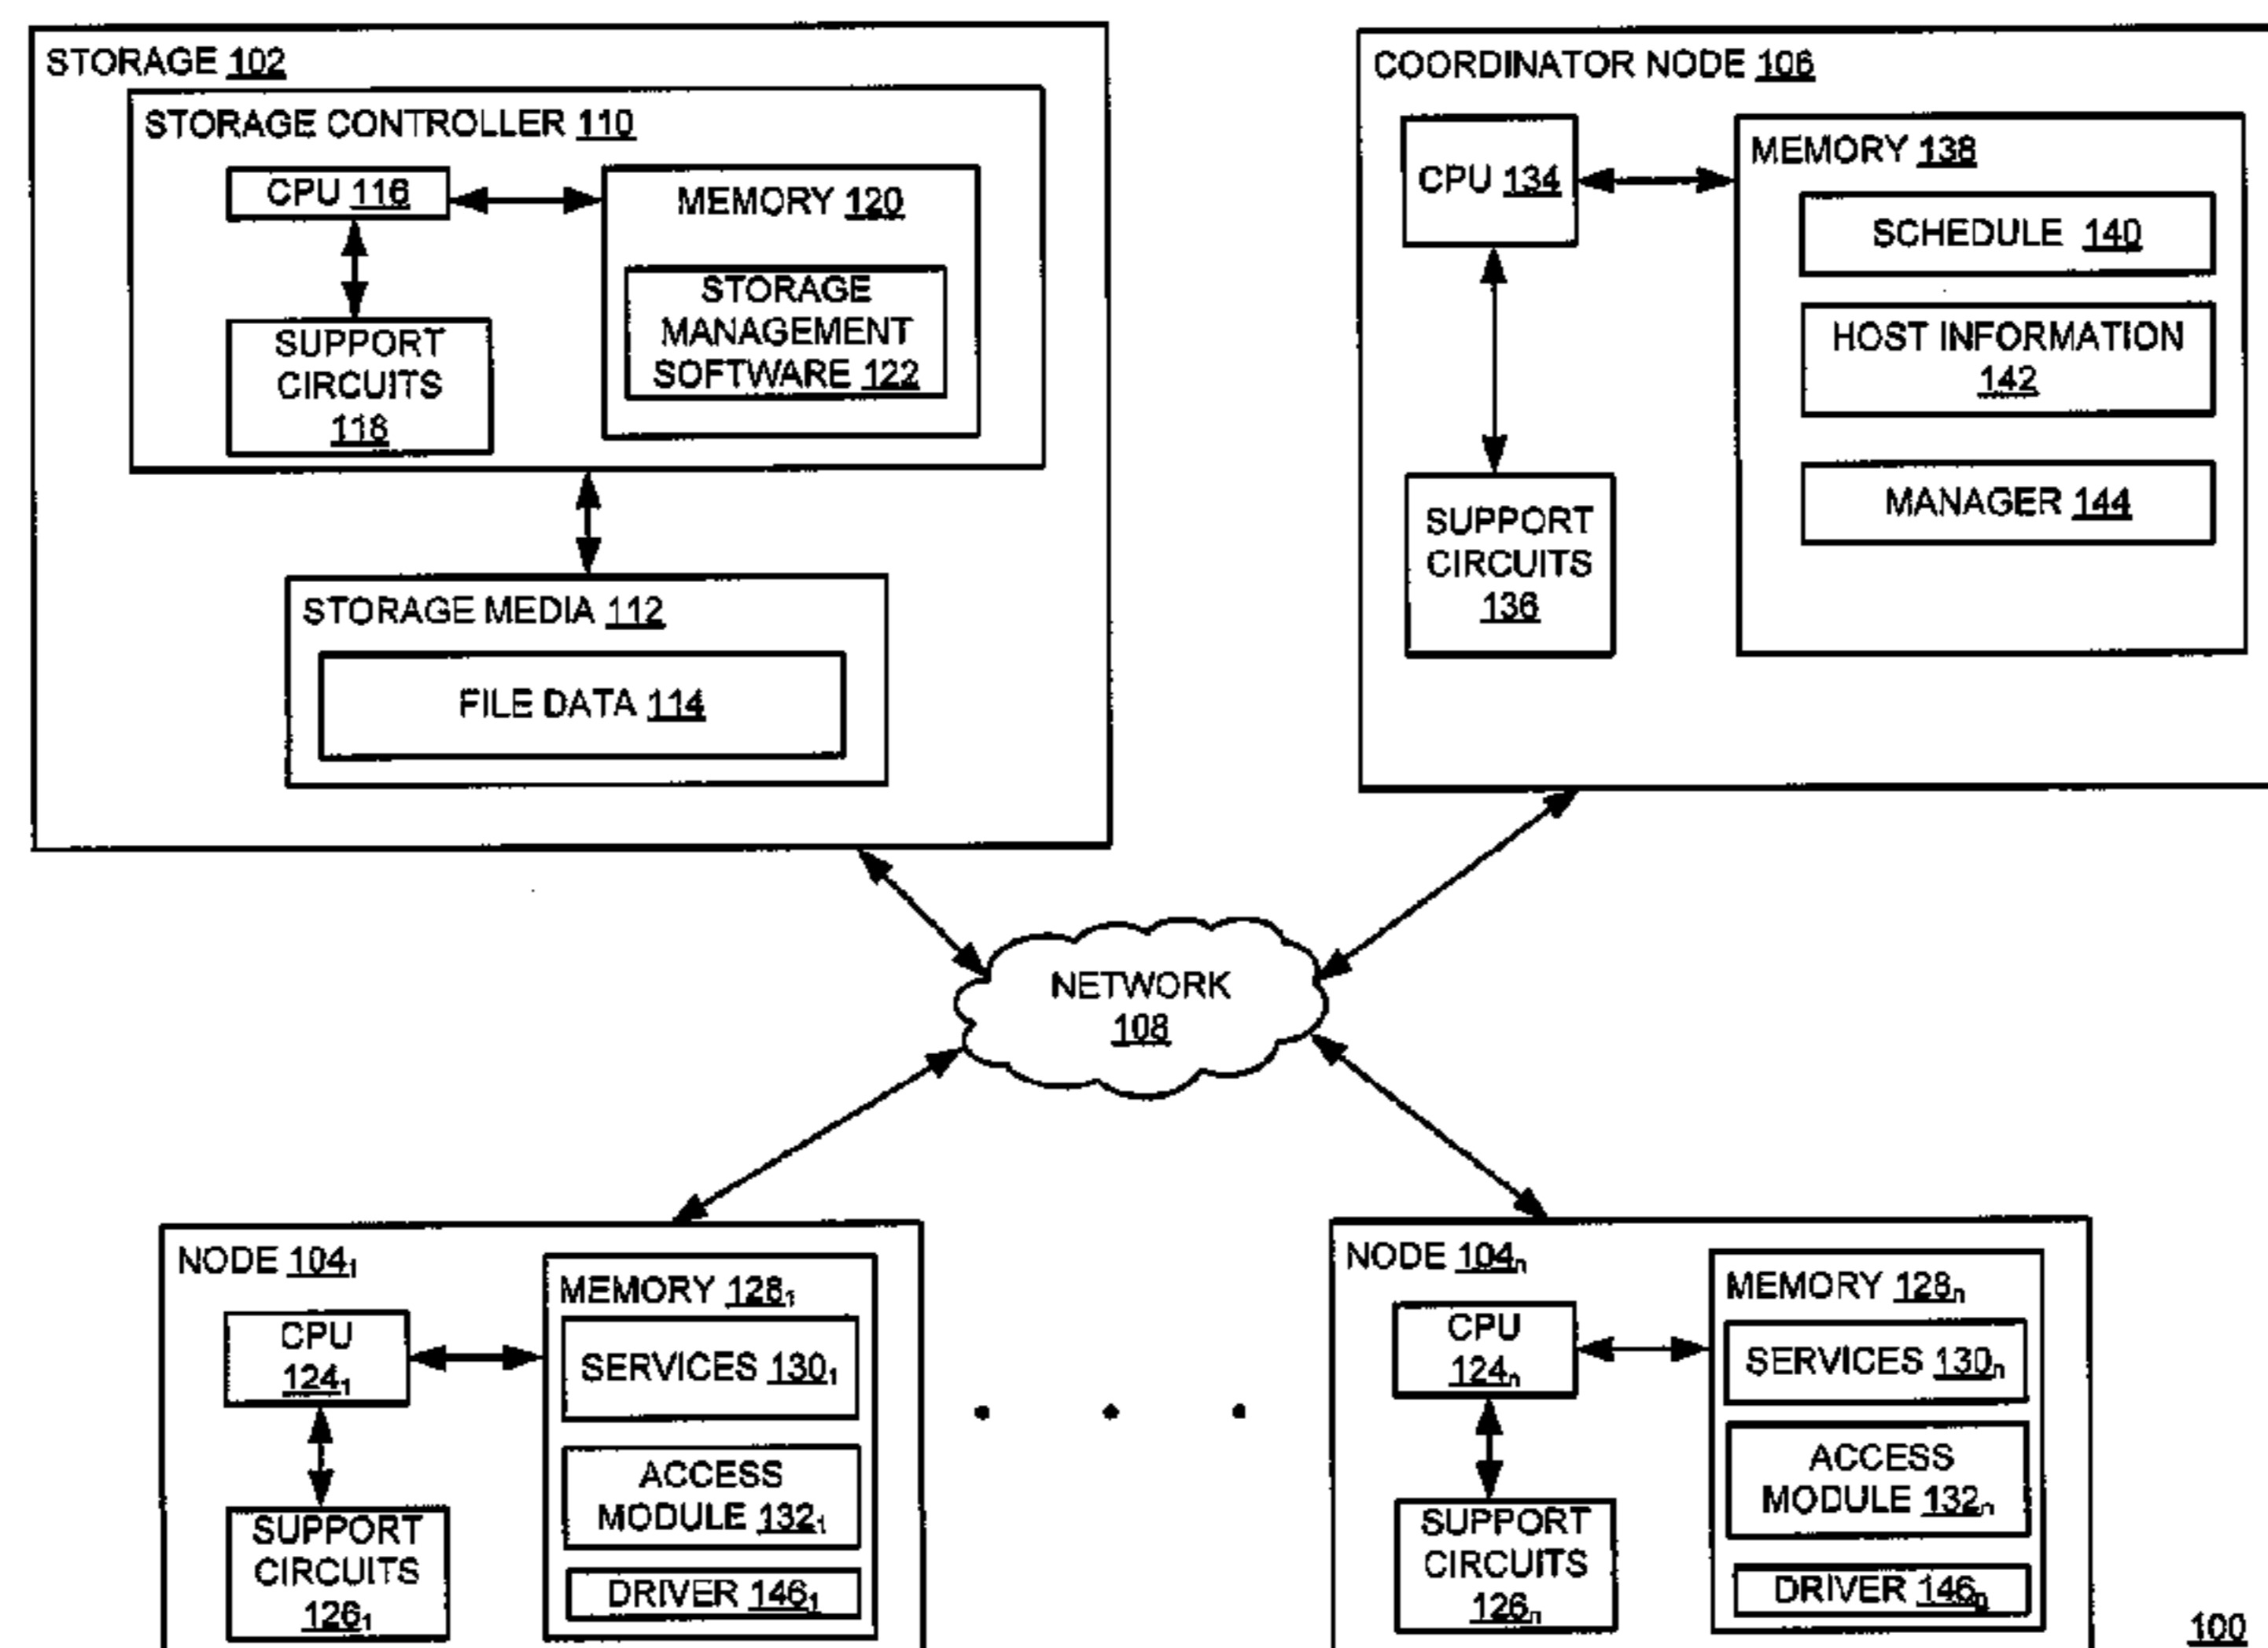 STORAGE 102
STORAGE CONTROLLER 110
CPU 116
MEMORY 120
STORAGE
MANAGEMENT
SOFTWARE 122
SUPPORT
CIRCUITS
118
STORAGE MEDIA 112
FILE DATA 114
COORDINATOR NODE 106
CPU 134
MEMORY 138
SCHEDULE 140
HOST INFORMATION
142
MANAGER 144
SUPPORT
CIRCUITS
136
NETWORK
108
NODE 104₁
CPU
124₁
SUPPORT
CIRCUITS
126₁
MEMORY 128₁
SERVICES 130₁
ACCESS
MODULE 132₁
DRIVER 146₁
. . .
NODE 104ₙ
CPU
124ₙ
SUPPORT
CIRCUITS
126ₙ
MEMORY 128ₙ
SERVICES 130ₙ
ACCESS
MODULE 132ₙ
DRIVER 146ₙ
100